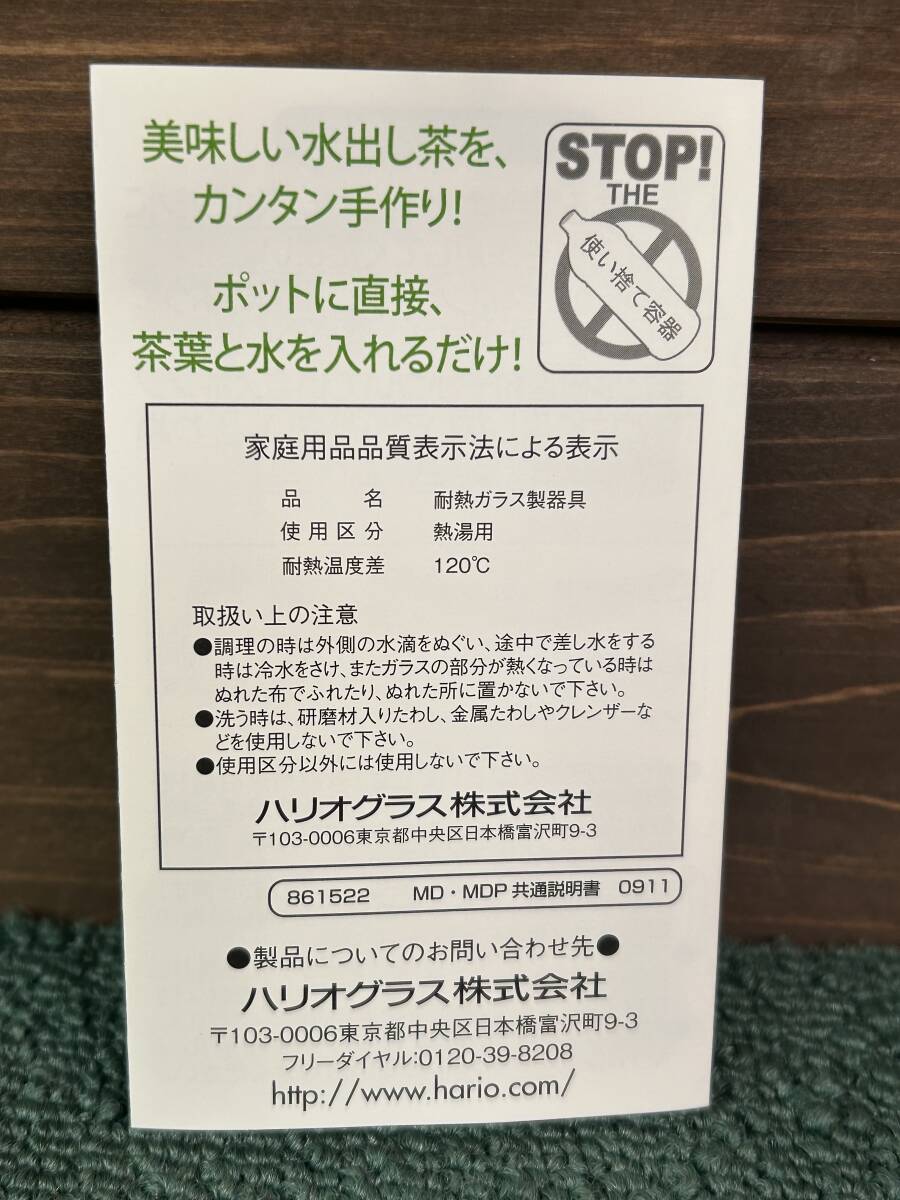 美味しい水出し茶を、
カンタン手作り!
ポットに直接、
茶葉と水を入れるだけ!
STOP!
THE
使い捨て容器
家庭用品品質表示法による表示
品 名 耐熱ガラス製器具
使用区分 熱湯用
耐熱温度差 120℃
取扱い上の注意
●調理の時は外側の水滴をぬぐい、途中で差し水をする
時は冷水をさけ、またガラスの部分が熱くなっている時は
ぬれた布でふれたり、ぬれた所に置かないで下さい。
●洗う時は、研磨材入りたわし、金属たわしやクレンザーな
どを使用しないで下さい。
●使用区分以外には使用しないで下さい。
ハリオグラス株式会社
〒103-0006東京都中央区日本橋富沢町9-3
861522 MD・MDP共通説明書 0911
●製品についてのお問い合わせ先●
ハリオグラス株式会社
〒103-0006東京都中央区日本橋富沢町9-3
フリーダイヤル:0120-39-8208
http://www.hario.com/